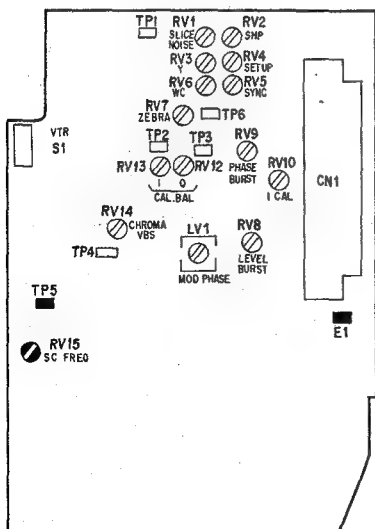 TP1
RV1
SLICE
NOISE
RV2
SHP
RV3
Y
RV4
SETUP
RV6
WC
RV5
SYNC
RV7
ZEBRA
TP6
VTR
S1
TP2
TP3
RV9
PHASE
BURST
RV13
RV12
I Q
CAL.BAL
RV10
I CAL
CN1
RV14
CHROMA
VBS
TP4
LV1
MOD PHASE
RV8
LEVEL
BURST
TP5
E1
RV15
SC FREQ